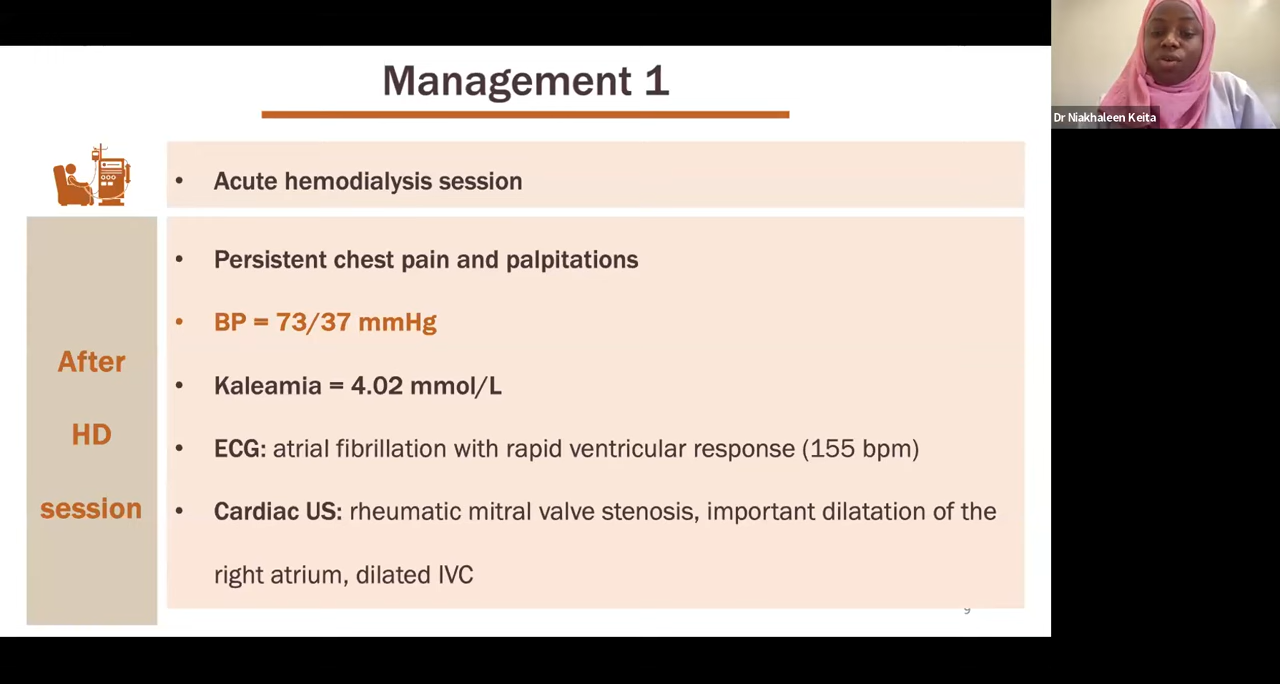 Management 1
Dr Niakhaleen Keita
• Acute hemodialysis session
After
HD
session
• Persistent chest pain and palpitations
• BP = 73/37 mmHg
• Kaleamia = 4.02 mmol/L
• ECG: atrial fibrillation with rapid ventricular response (155 bpm)
• Cardiac US: rheumatic mitral valve stenosis, important dilatation of the
right atrium, dilated IVC
9